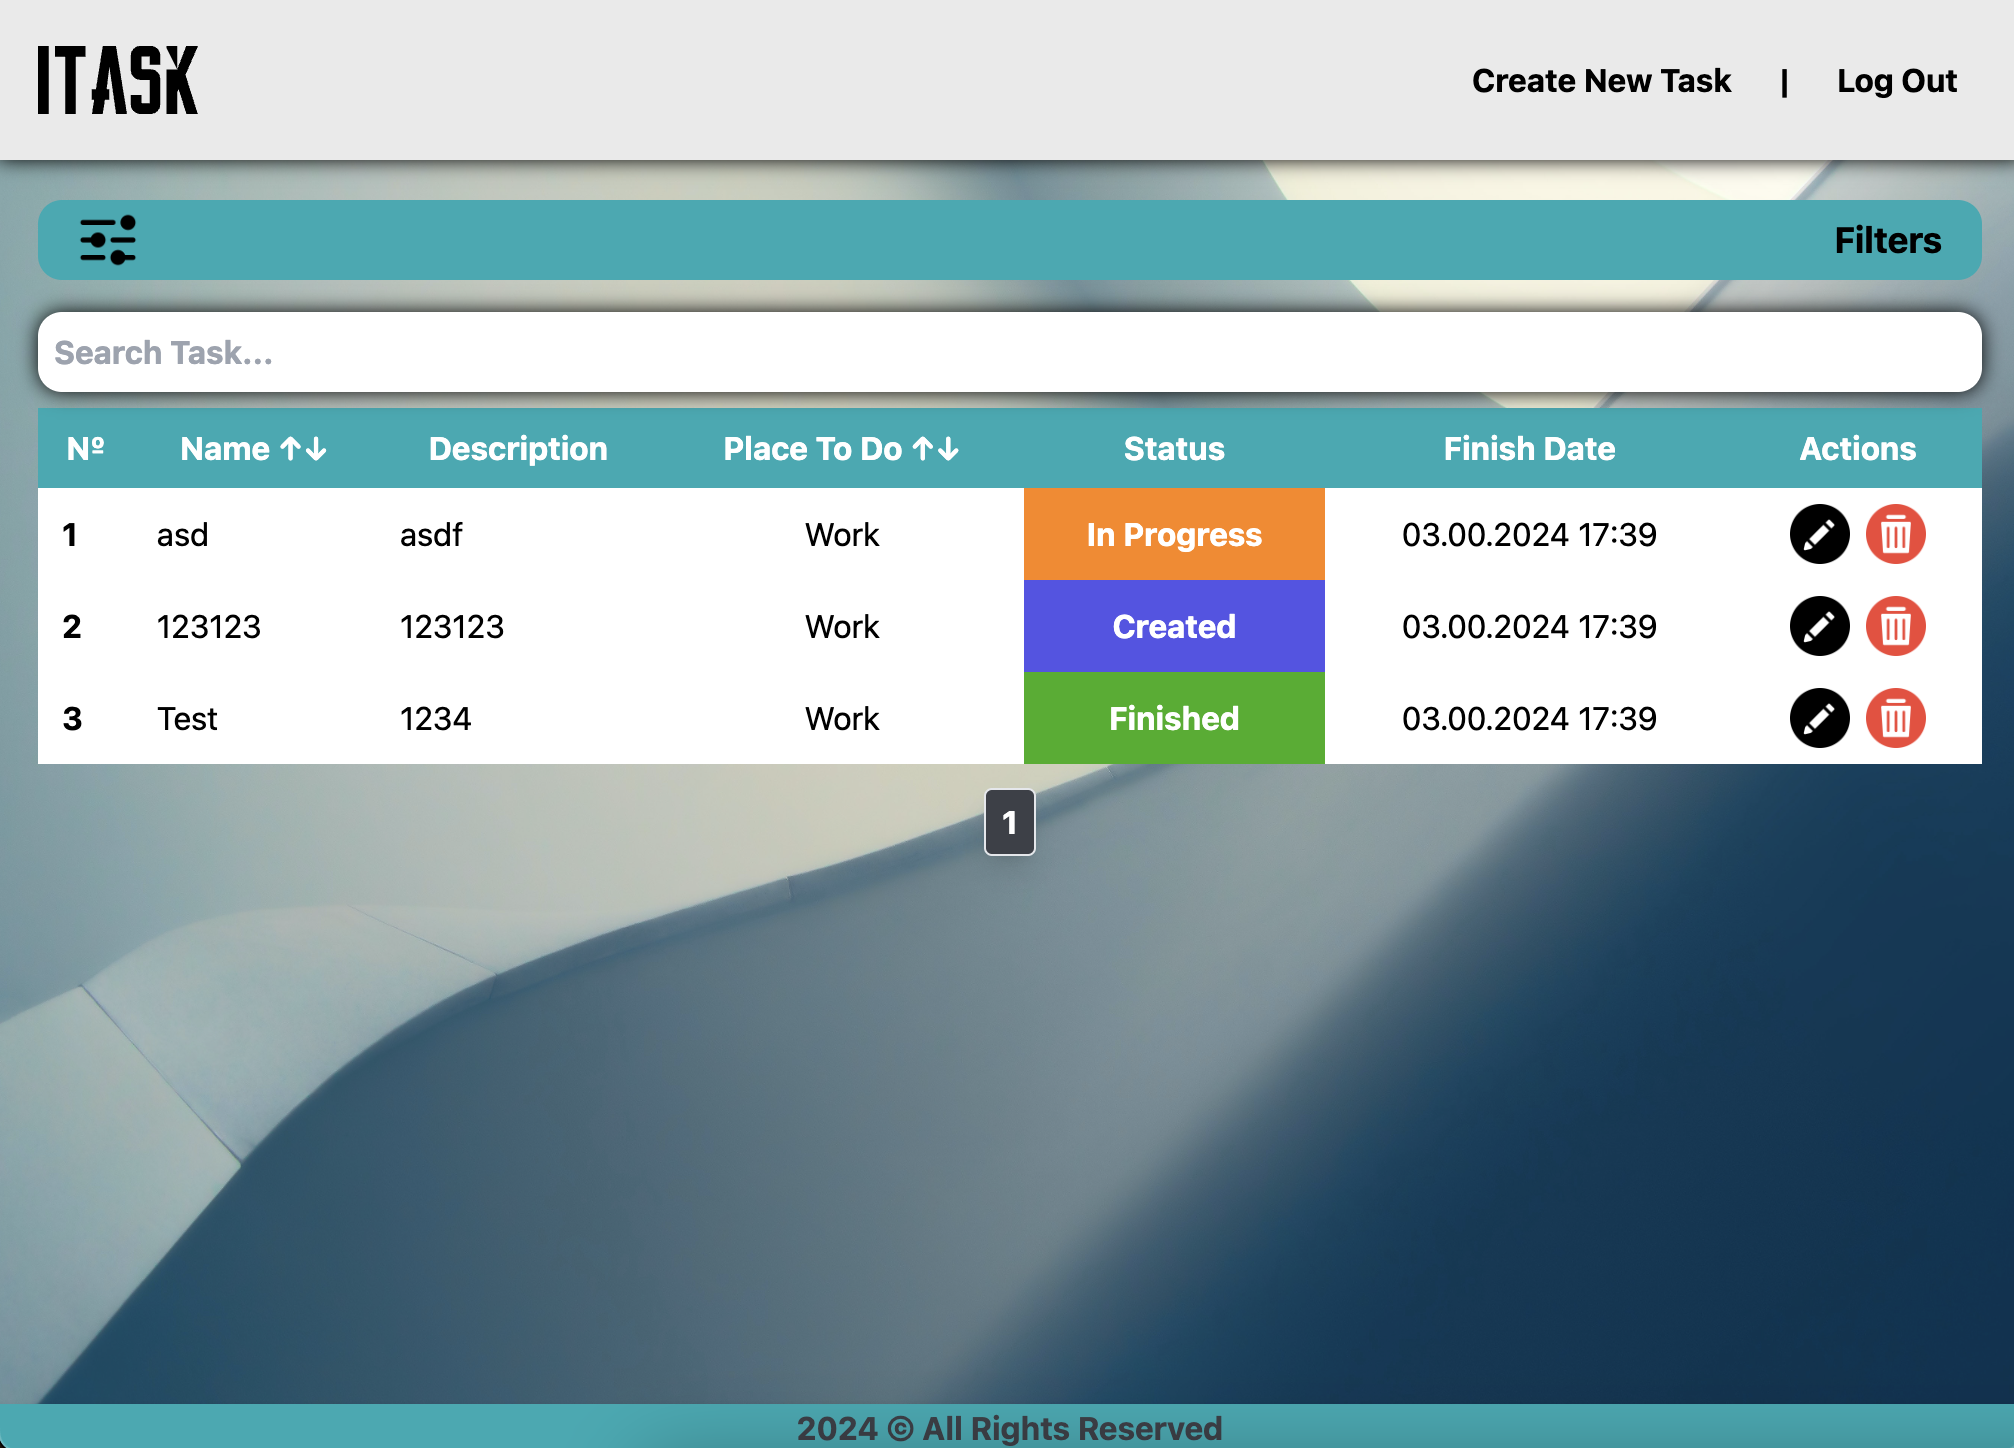 ITASK
Create New Task | Log Out
Filters
Search Task...
Nº Name ↑↓ Description Place To Do ↑↓ Status Finish Date Actions
1 asd asdf Work In Progress 03.00.2024 17:39
2 123123 123123 Work Created 03.00.2024 17:39
3 Test 1234 Work Finished 03.00.2024 17:39
1
2024 © All Rights Reserved